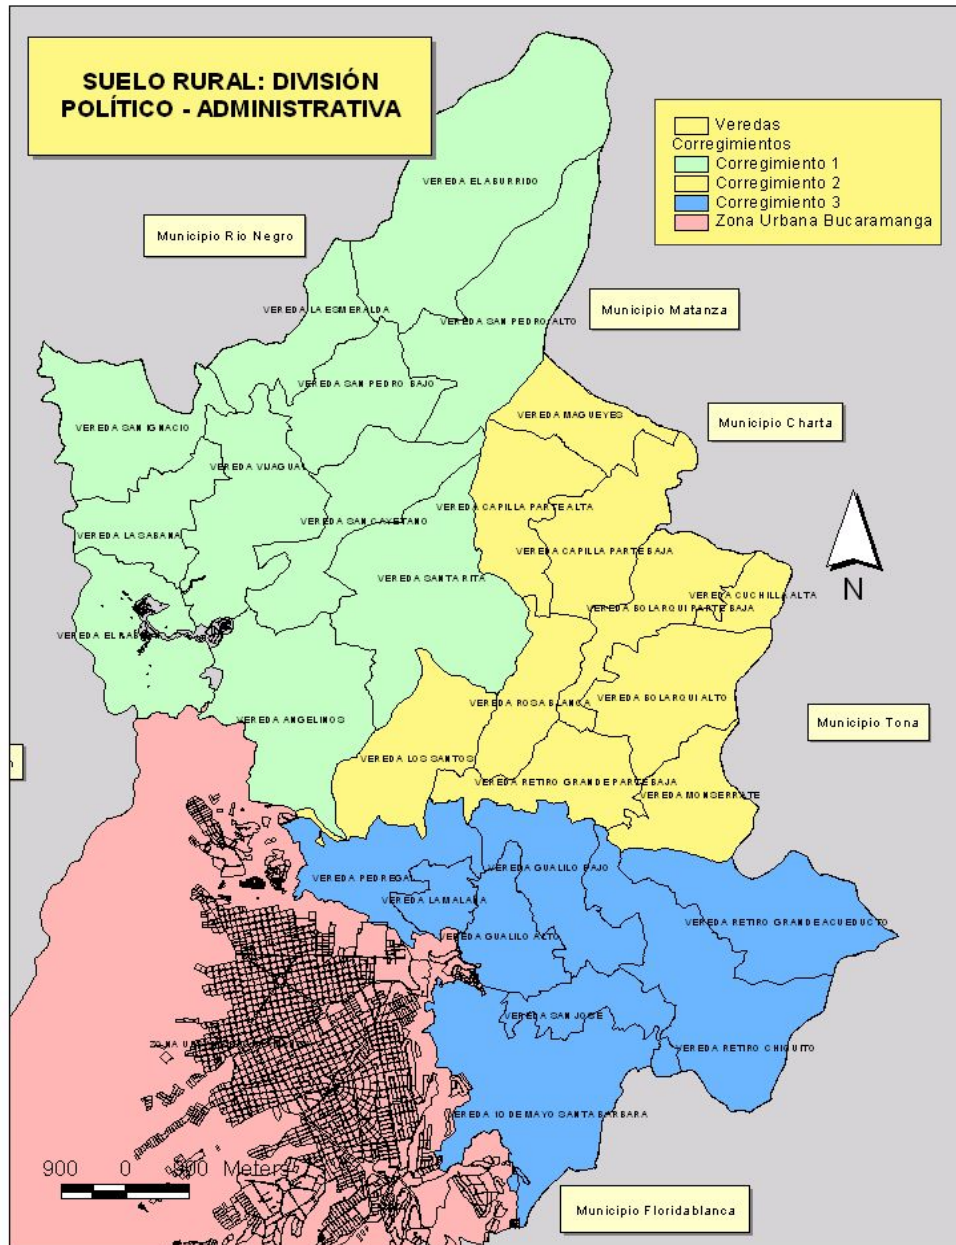 SUELO RURAL: DIVISIÓN
POLÍTICO - ADMINISTRATIVA
Veredas
Corregimientos
Corregimiento 1
Corregimiento 2
Corregimiento 3
Zona Urbana Bucaramanga
VEREDA EL ABURRIDO
Municipio Rio Negro
VEREDA LA ESMERALDA
Municipio Matanza
VEREDA SAN PEDRO ALTO
VEREDA SAN PEDRO BAJO
VEREDA MAGUEYES
Municipio Charta
VEREDA SAN IGNACIO
VEREDA VIJAGUAL
VEREDA CAPILLA PARTE ALTA
VEREDA SAN CAYETANO
VEREDA LA SABANA
VEREDA CAPILLA PARTE BAJA
VEREDA SANTA RITA
N
VEREDA CUCHILLA ALTA
VEREDA BOLARQUI PARTE BAJA
VEREDA EL
VEREDA BOLARQUI ALTO
VEREDA ROSA BLANCA
VEREDA ANGELINOS
Municipio Tona
VEREDA LOS SANTOS
VEREDA RETIRO GRANDE PARTE BAJA
VEREDA MONSERRATE
VEREDA GUALILO BAJO
VEREDA PEDREGAL
VEREDA LA MALAÑA
VEREDA RETIRO GRANDE ACUEDUCTO
VEREDA GUALILO ALTO
VEREDA SAN JOSE
ZONA
VEREDA RETIRO CHIQUITO
VEREDA 10 DE MAYO SANTA BARBARA
900 0 900 Meters
Municipio Floridablanca